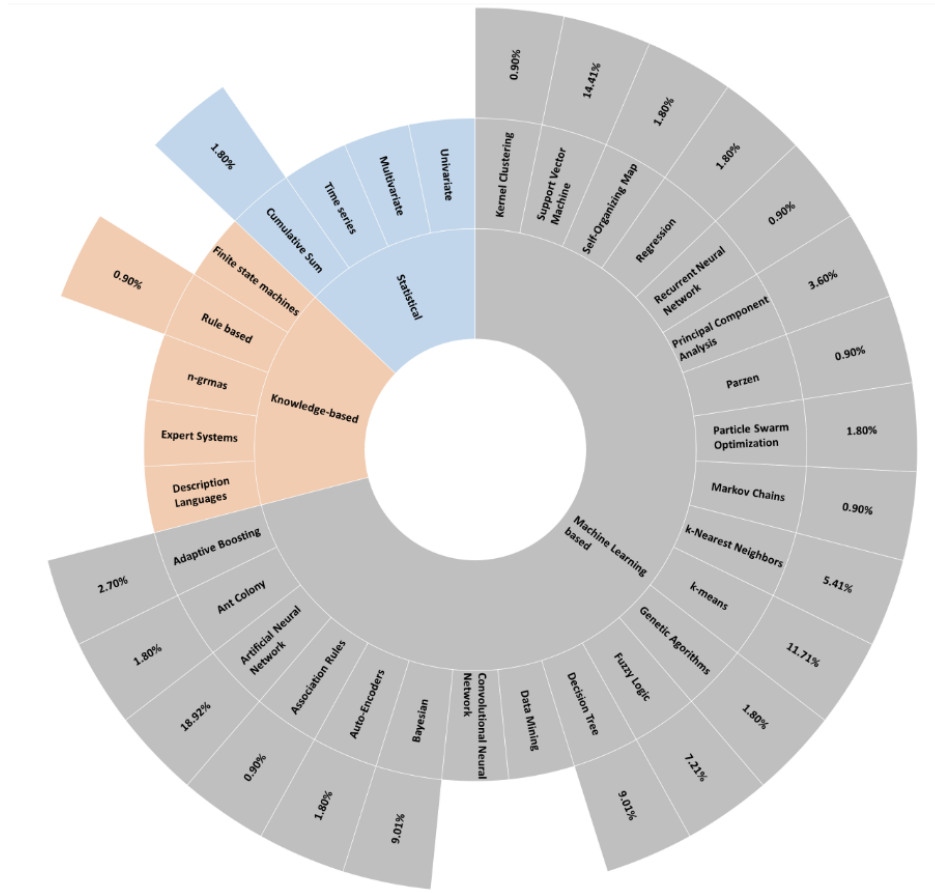 0.90%
14.41%
1.80%
1.80%
0.90%
3.60%
0.90%
1.80%
0.90%
5.41%
11.71%
1.80%
7.21%
9.01%
9.01%
1.80%
0.90%
18.92%
1.80%
2.70%
0.90%
1.80%
Kernel Clustering
Support Vector
Machine
Self-Organizing Map
Regression
Recurrent Neural
Network
Principal Component
Analysis
Parzen
Particle Swarm
Optimization
Markov Chains
k-Nearest Neighbors
k-means
Genetic Agorithms
Fuzzy Logic
Decision Tree
Data Mining
Convolutional Neural
Network
Bayesian
Auto-Encoders
Association Rules
Artificial Neural
Network
Ant Colony
Adaptive Boosting
Description
Languages
Expert Systems
n-grmas
Rule based
Finite state machines
Cumulative Sum
Time series
Multivariate
Univariate
Statistical
Knowledge-based
Machine Learning
based